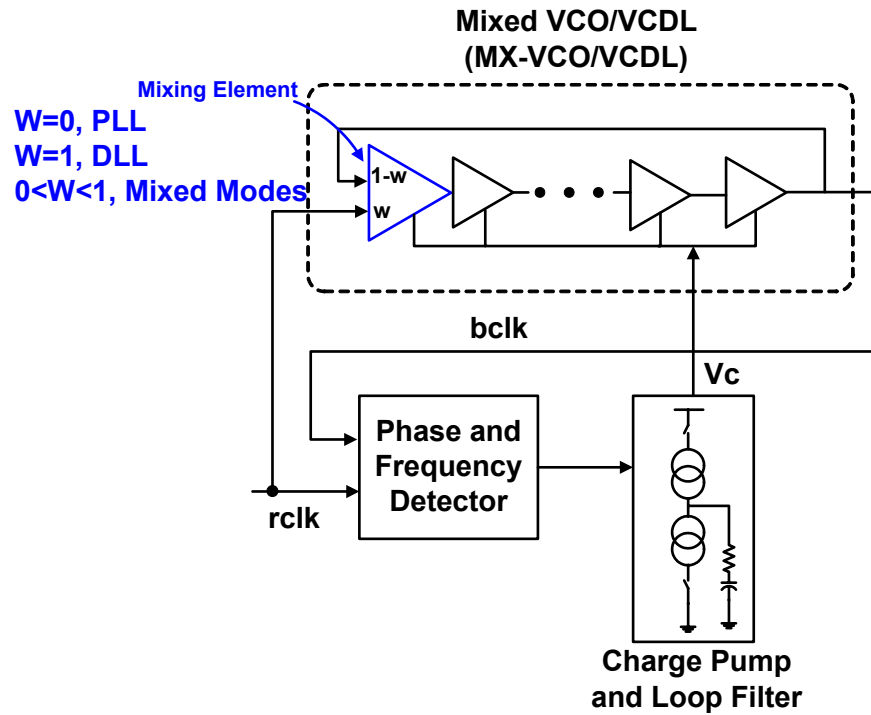 Mixed VCO/VCDL
(MX-VCO/VCDL)
Mixing Element
W=0, PLL
W=1, DLL
0<W<1, Mixed Modes
1-w
w
bclk
Vc
Phase and
Frequency
Detector
rclk
Charge Pump
and Loop Filter